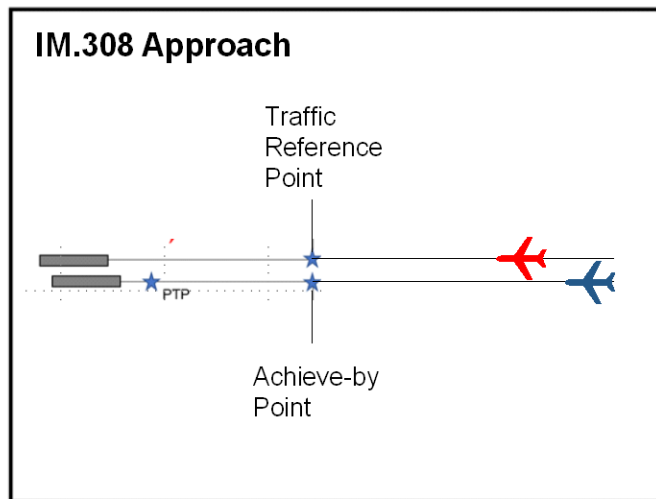 IM.308 Approach
Traffic
Reference
Point
PTP
Achieve-by
Point